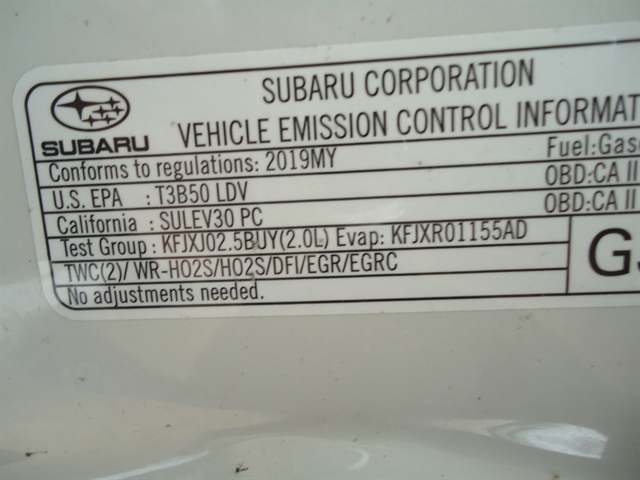 SUBARU CORPORATION
SUBARU
VEHICLE EMISSION CONTROL INFORMAT
Conforms to regulations: 2019MY
Fuel:Gaso
U.S. EPA : T3B50 LDV
OBD:CA II
California : SULEV30 PC
OBD:CA II
Test Group : KFJXJ02.5BUY(2.0L) Evap: KFJXR01155AD
TWC(2)/ WR-HO2S/HO2S/DFI/EGR/EGRC
No adjustments needed.